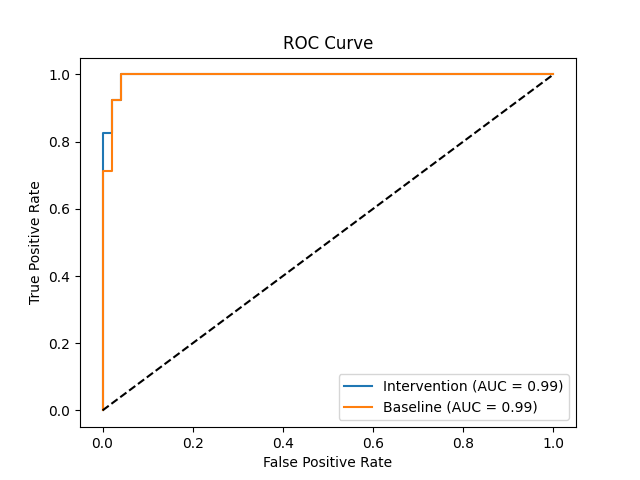 ROC Curve
1.0
0.8
0.6
0.4
0.2
0.0
True Positive Rate
Intervention (AUC = 0.99)
Baseline (AUC = 0.99)
0.0 0.2 0.4 0.6 0.8 1.0
False Positive Rate